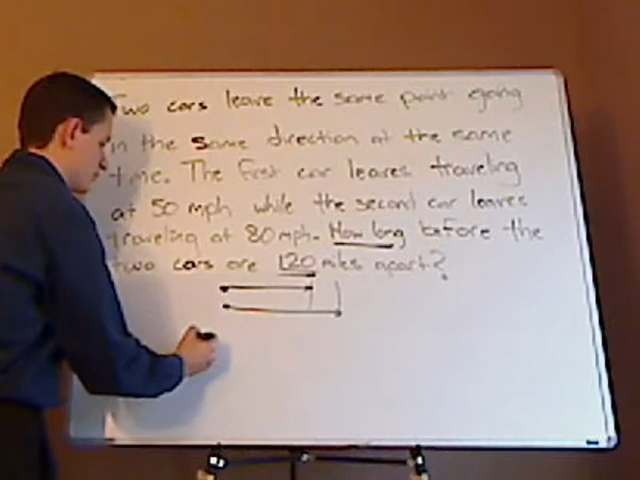 Two cars leave the same point going
in the same direction at the same
time. The first car leaves traveling
at 50 mph while the second car leaves
traveling at 80 mph. How long before the
two cars are 120 miles apart?